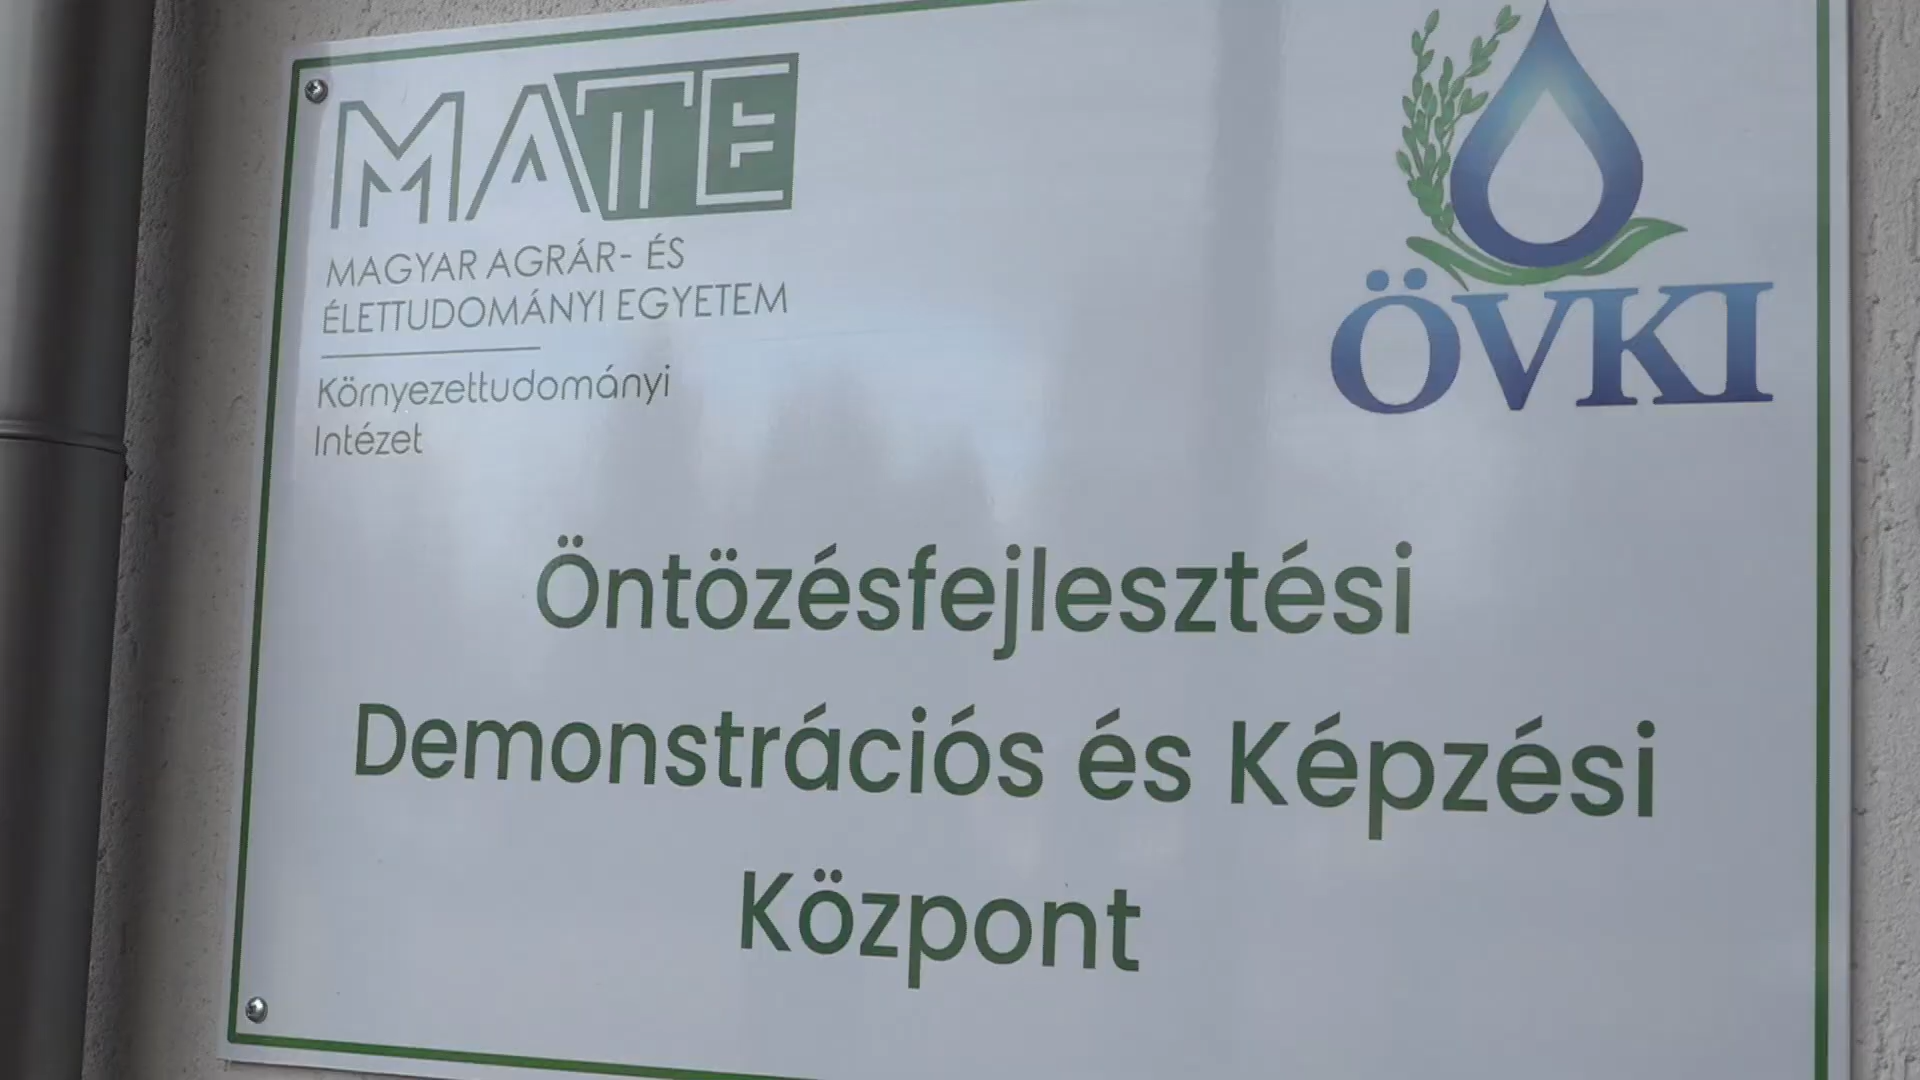 MATE
MAGYAR AGRÁR- ÉS
ÉLETTUDOMÁNYI EGYETEM
Környezettudományi
Intézet
ÖVKI
Öntözésfejlesztési
Demonstrációs és Képzési
Központ